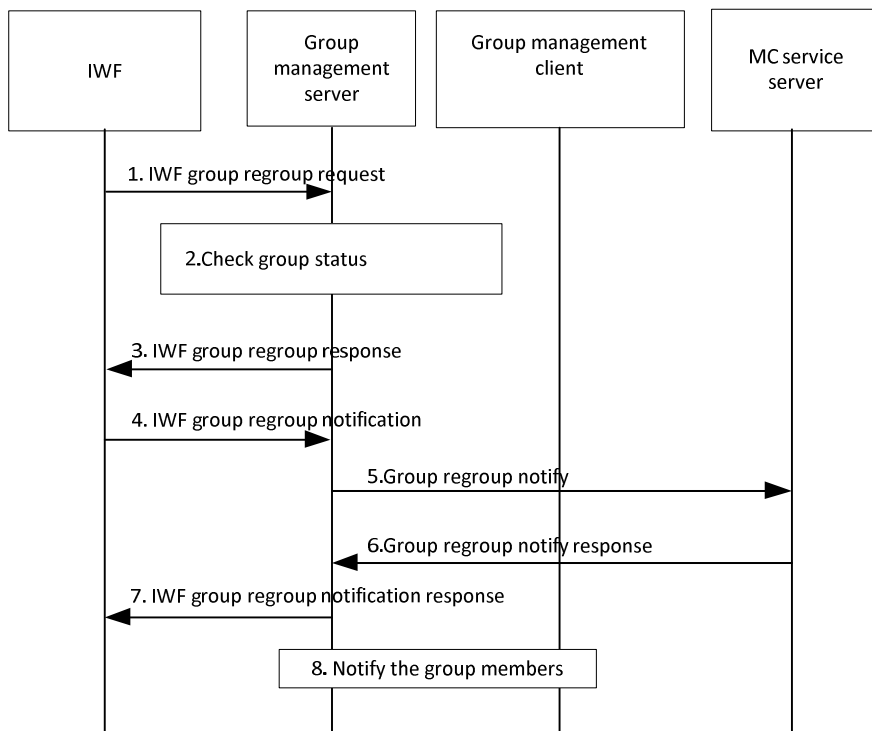 IWF
Group
management
server
Group management
client
MC service
server
1. IWF group regroup request
2.Check group status
3. IWF group regroup response
4. IWF group regroup notification
5.Group regroup notify
6.Group regroup notify response
7. IWF group regroup notification response
8. Notify the group members